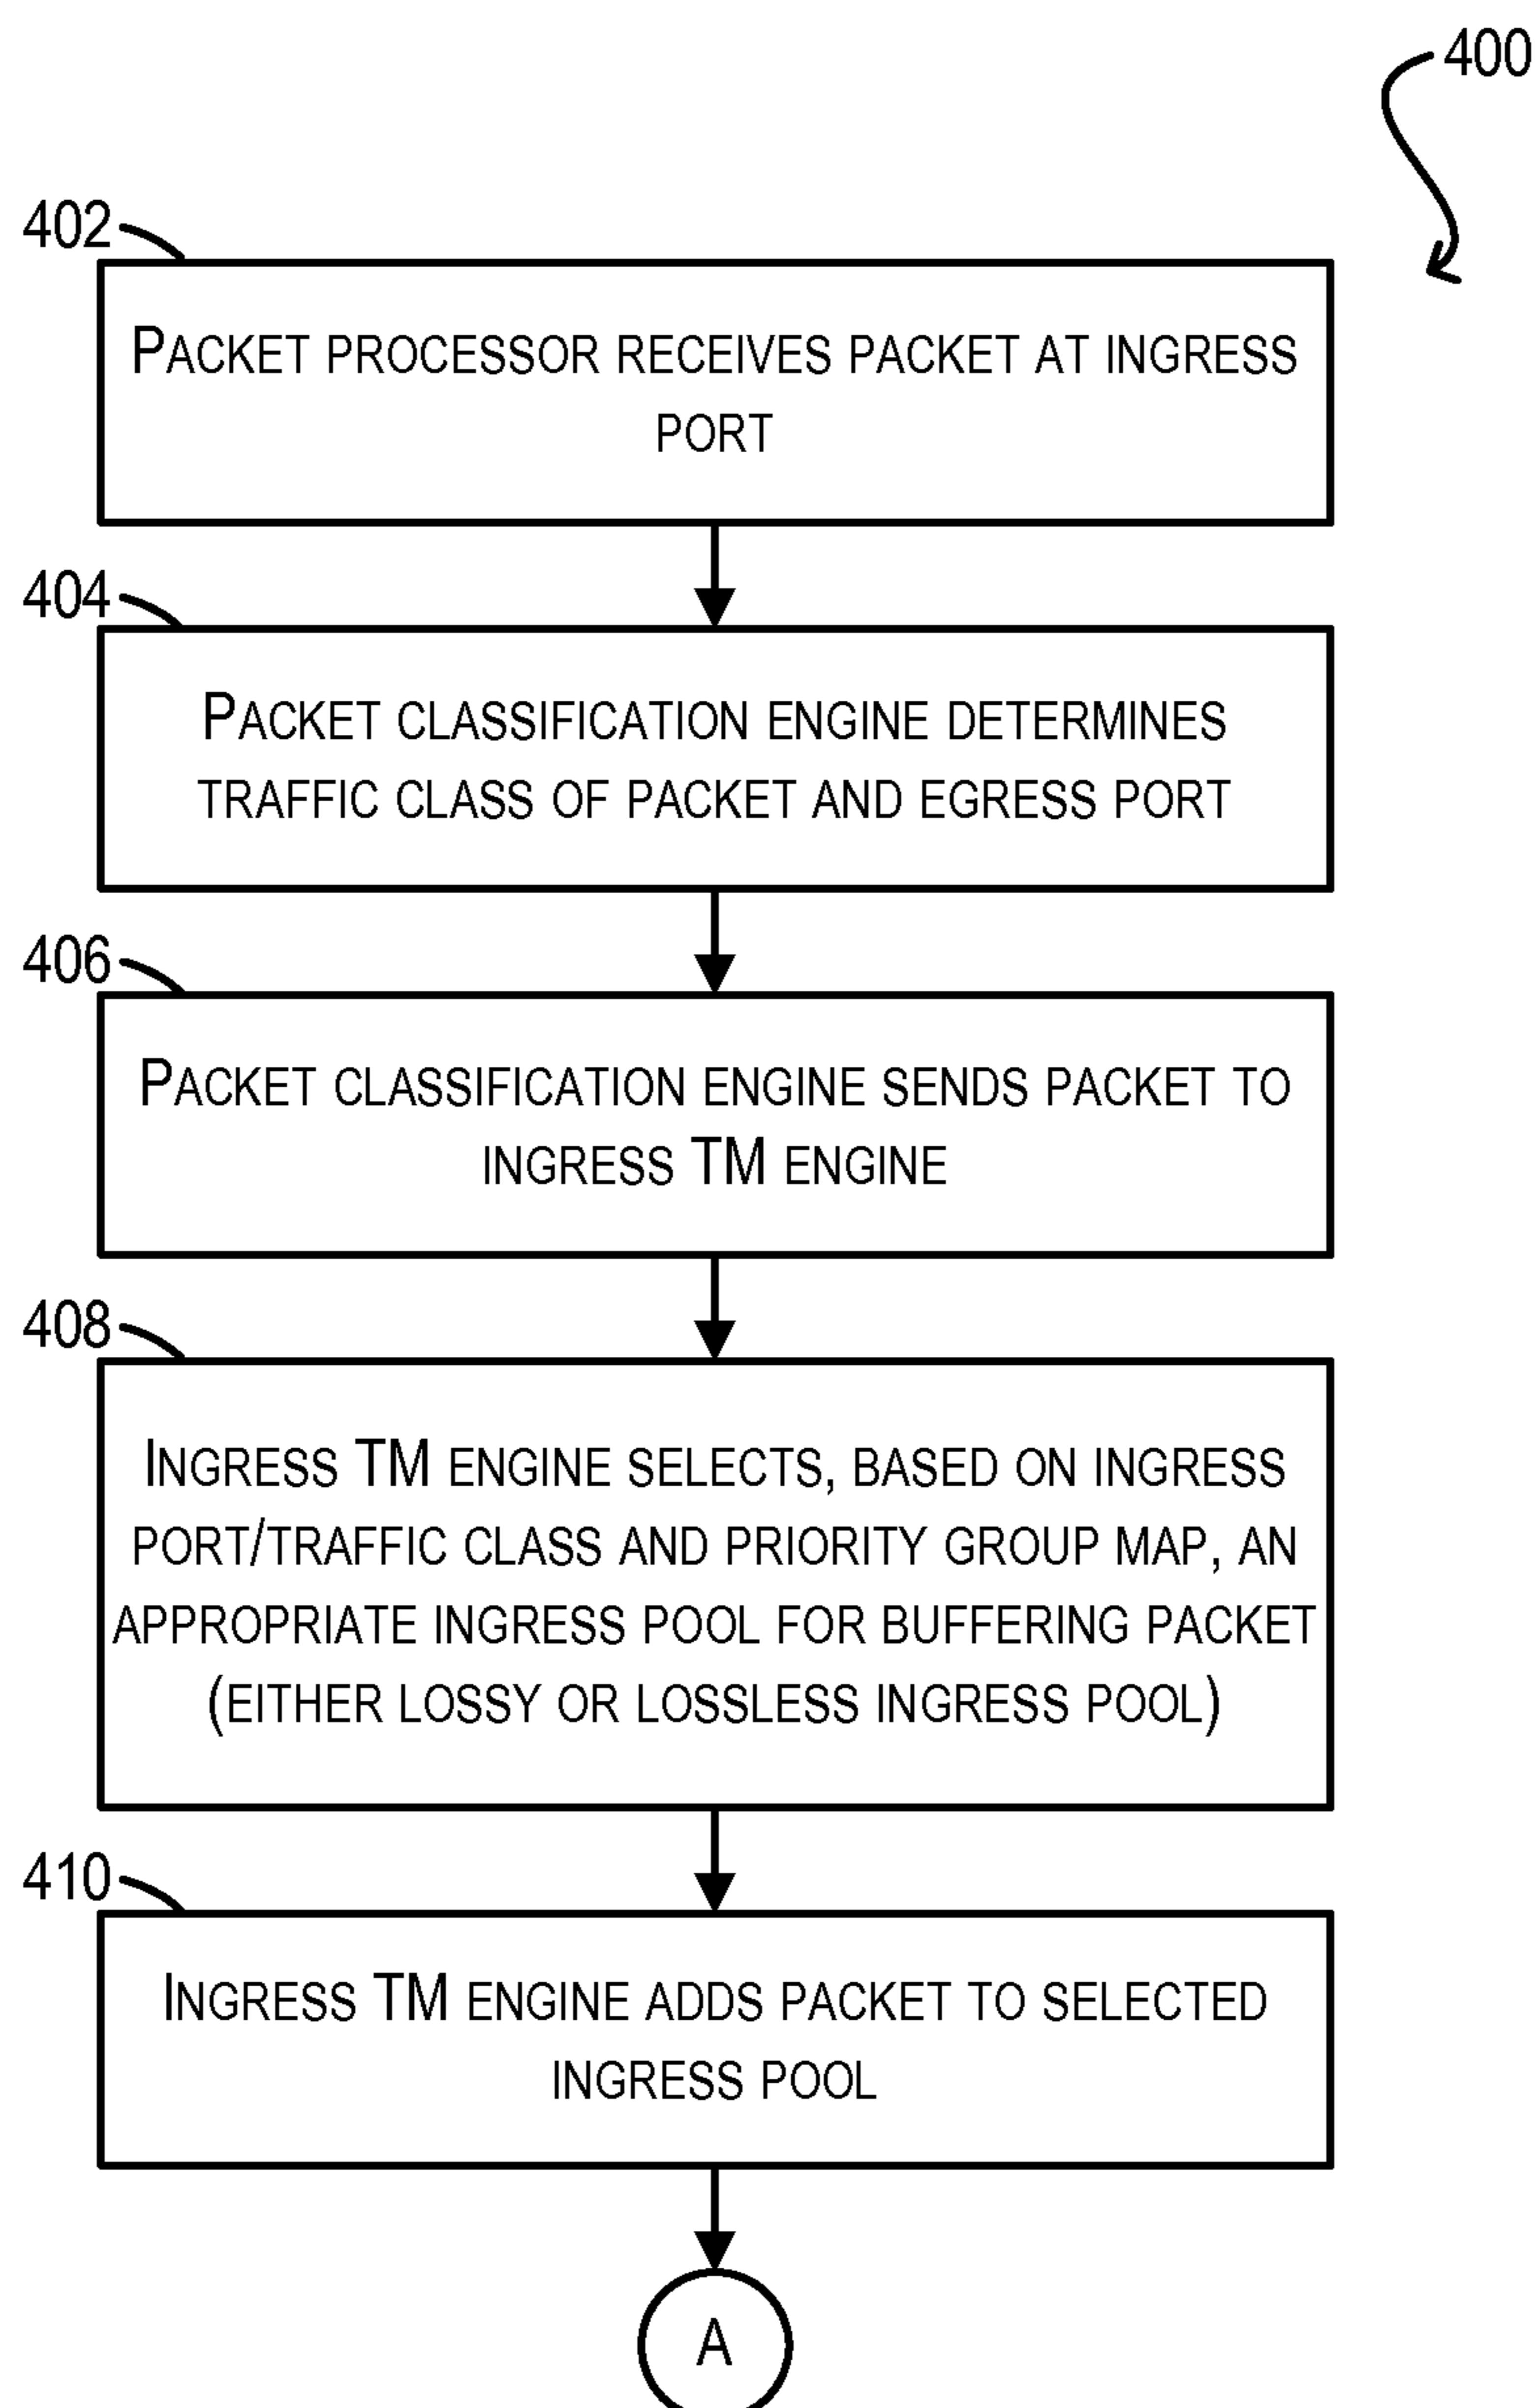 400
402
PACKET PROCESSOR RECEIVES PACKET AT INGRESS
PORT
404
PACKET CLASSIFICATION ENGINE DETERMINES
TRAFFIC CLASS OF PACKET AND EGRESS PORT
406
PACKET CLASSIFICATION ENGINE SENDS PACKET TO
INGRESS TM ENGINE
408
INGRESS TM ENGINE SELECTS, BASED ON INGRESS
PORT/TRAFFIC CLASS AND PRIORITY GROUP MAP, AN
APPROPRIATE INGRESS POOL FOR BUFFERING PACKET
(EITHER LOSSY OR LOSSLESS INGRESS POOL)
410
INGRESS TM ENGINE ADDS PACKET TO SELECTED
INGRESS POOL
A